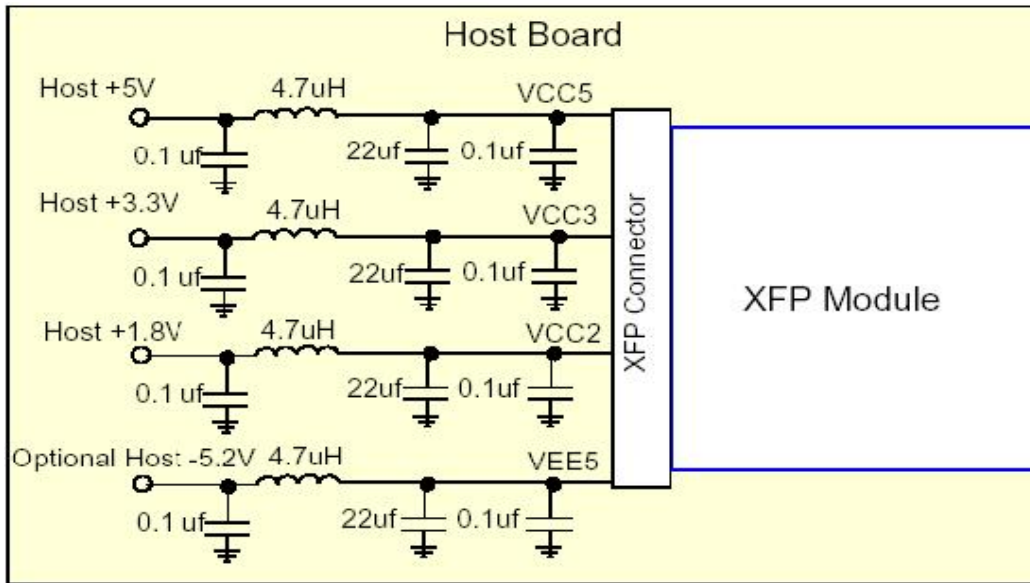 Host Board
Host +5V
4.7uH
VCC5
0.1 uf
22uf
0.1uf
Host +3.3V
4.7uH
VCC3
0.1 uf
22uf
0.1uf
Host +1.8V
4.7uH
VCC2
0.1 uf
22uf
0.1uf
Optional Host -5.2V
4.7uH
VEE5
0.1 uf
22uf
0.1uf
XFP Connector
XFP Module